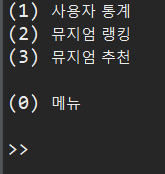 (1) 사용자 통계
(2) 뮤지엄 랭킹
(3) 뮤지엄 추천
(0) 메뉴
>>